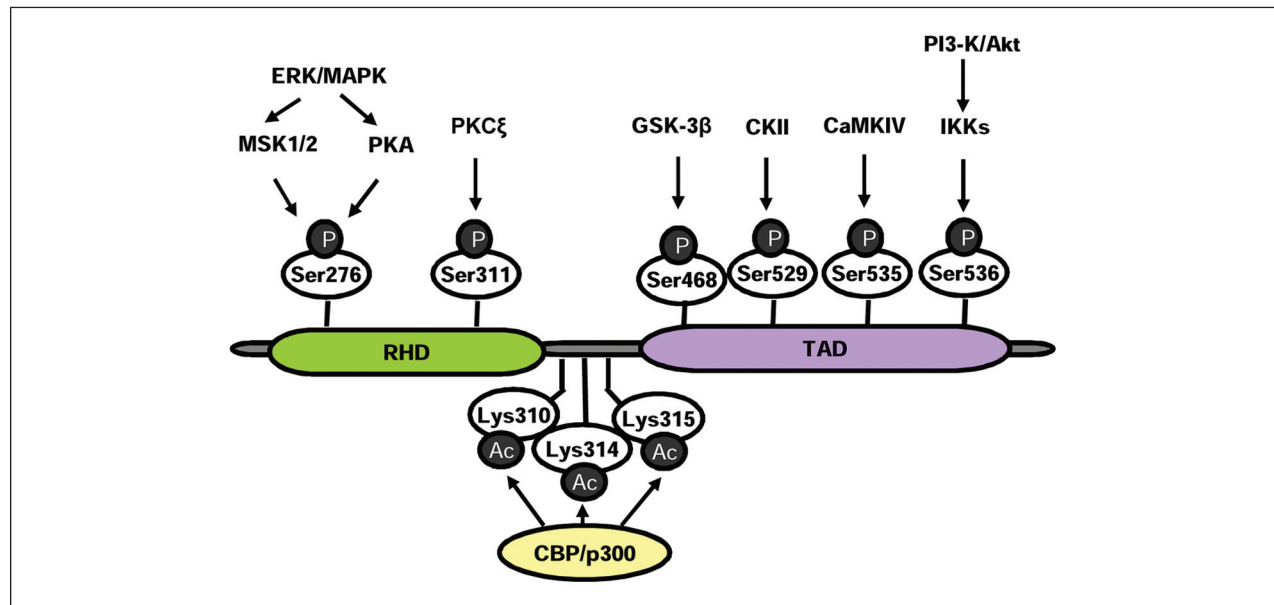 PI3-K/Akt
ERK/MAPK
MSK1/2
PKA
PKCξ
GSK-3β
CKII
CaMKIV
IKKs
P
P
P
P
P
P
Ser276
Ser311
Ser468
Ser529
Ser535
Ser536
RHD
TAD
Lys310
Lys314
Lys315
Ac
Ac
Ac
CBP/p300